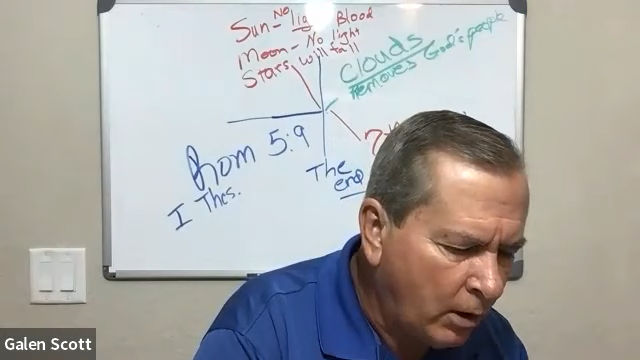 Sun - No light Blood
Moon - No light
Stars will fall
Clouds
Removes God's people
Rom 5:9
I Thes.
The
end
Galen Scott